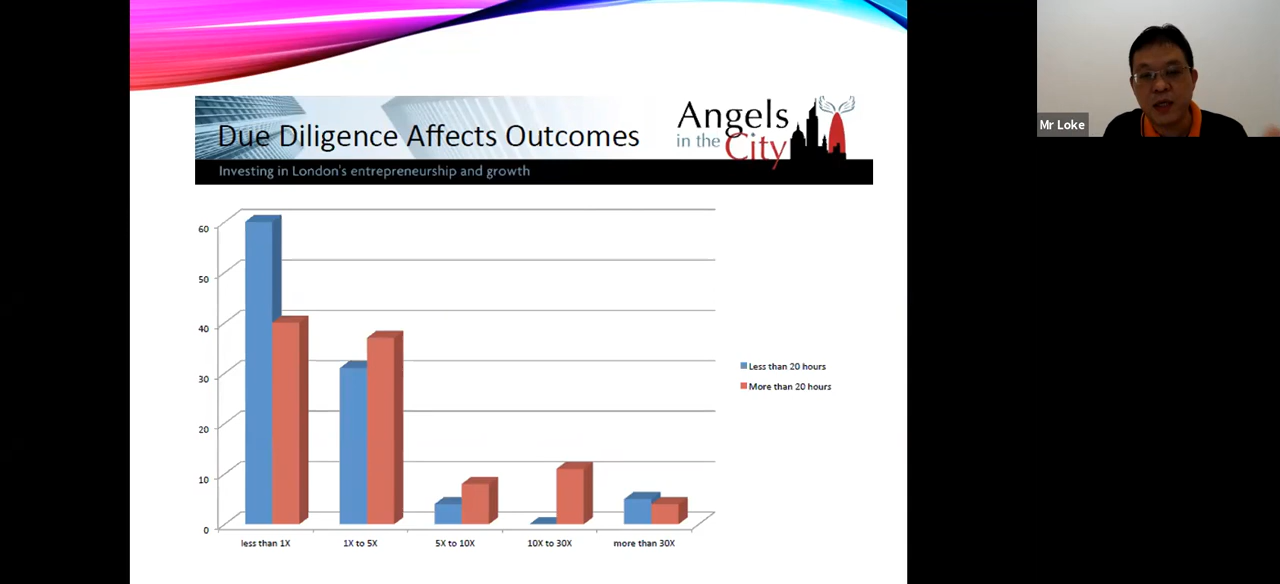 Due Diligence Affects Outcomes
Angels
in the City
Investing in London's entrepreneurship and growth
Mr Loke
60
50
40
30
20
10
0
less than 1X
1X to 5X
5X to 10X
10X to 30X
more than 30X
Less than 20 hours
More than 20 hours